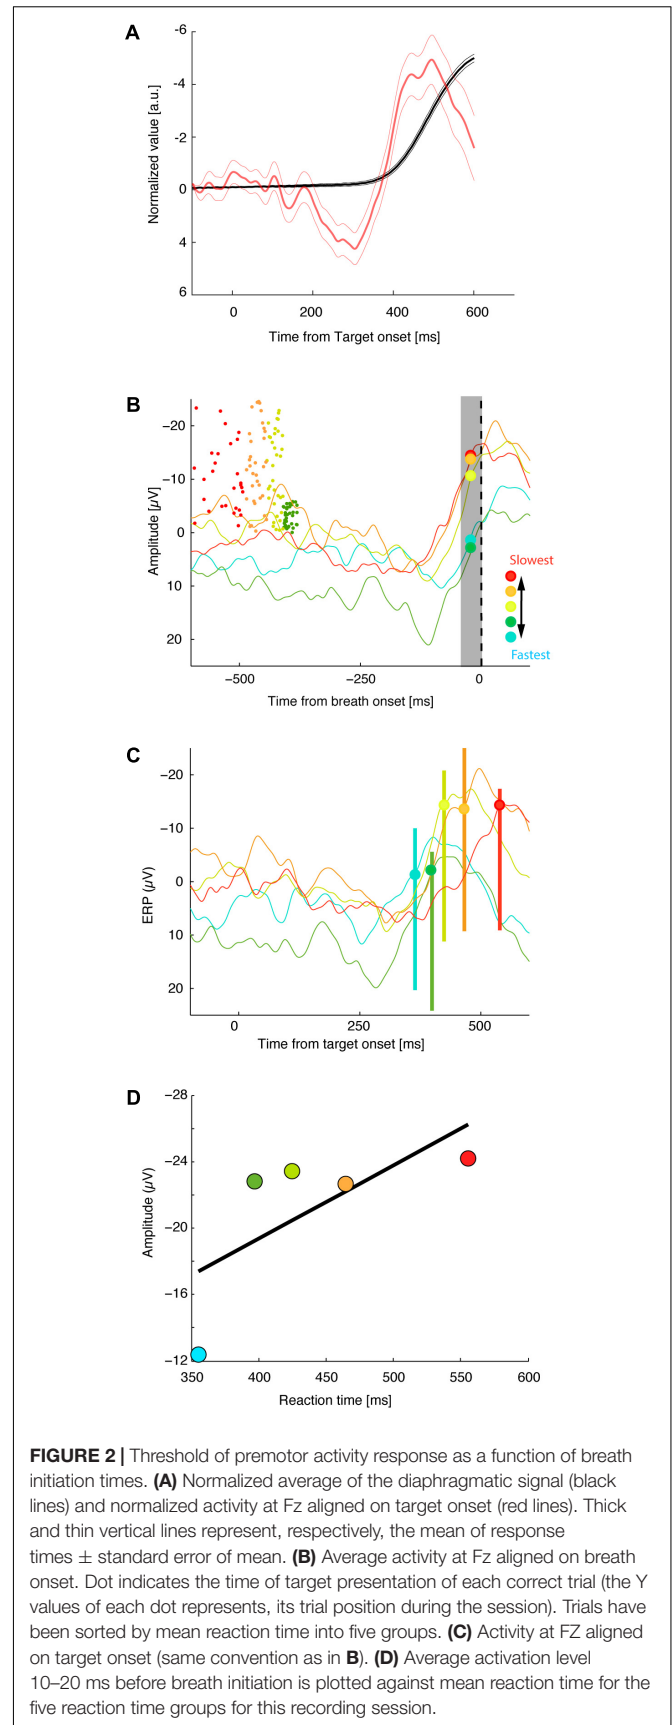 A
-6
-4
-2
0
4
6
Normalized value [a.u.]
0 200 400 600
Time from Target onset [ms]
B
−20
−10
0
10
20
Amplitude [µV]
Slowest
Fastest
−500 −250 0
Time from breath onset [ms]
C
−20
−10
0
10
20
ERP (µV)
0 250 500
Time from target onset [ms]
D
−28
−24
−20
−16
−12
Amplitude (µV)
350 400 450 500 550 600
Reaction time [ms]
FIGURE 2 | Threshold of premotor activity response as a function of breath
initiation times. (A) Normalized average of the diaphragmatic signal (black
lines) and normalized activity at Fz aligned on target onset (red lines). Thick
and thin vertical lines represent, respectively, the mean of response
times ± standard error of mean. (B) Average activity at Fz aligned on breath
onset. Dot indicates the time of target presentation of each correct trial (the Y
values of each dot represents, its trial position during the session). Trials have
been sorted by mean reaction time into five groups. (C) Activity at FZ aligned
on target onset (same convention as in B). (D) Average activation level
10–20 ms before breath initiation is plotted against mean reaction time for the
five reaction time groups for this recording session.